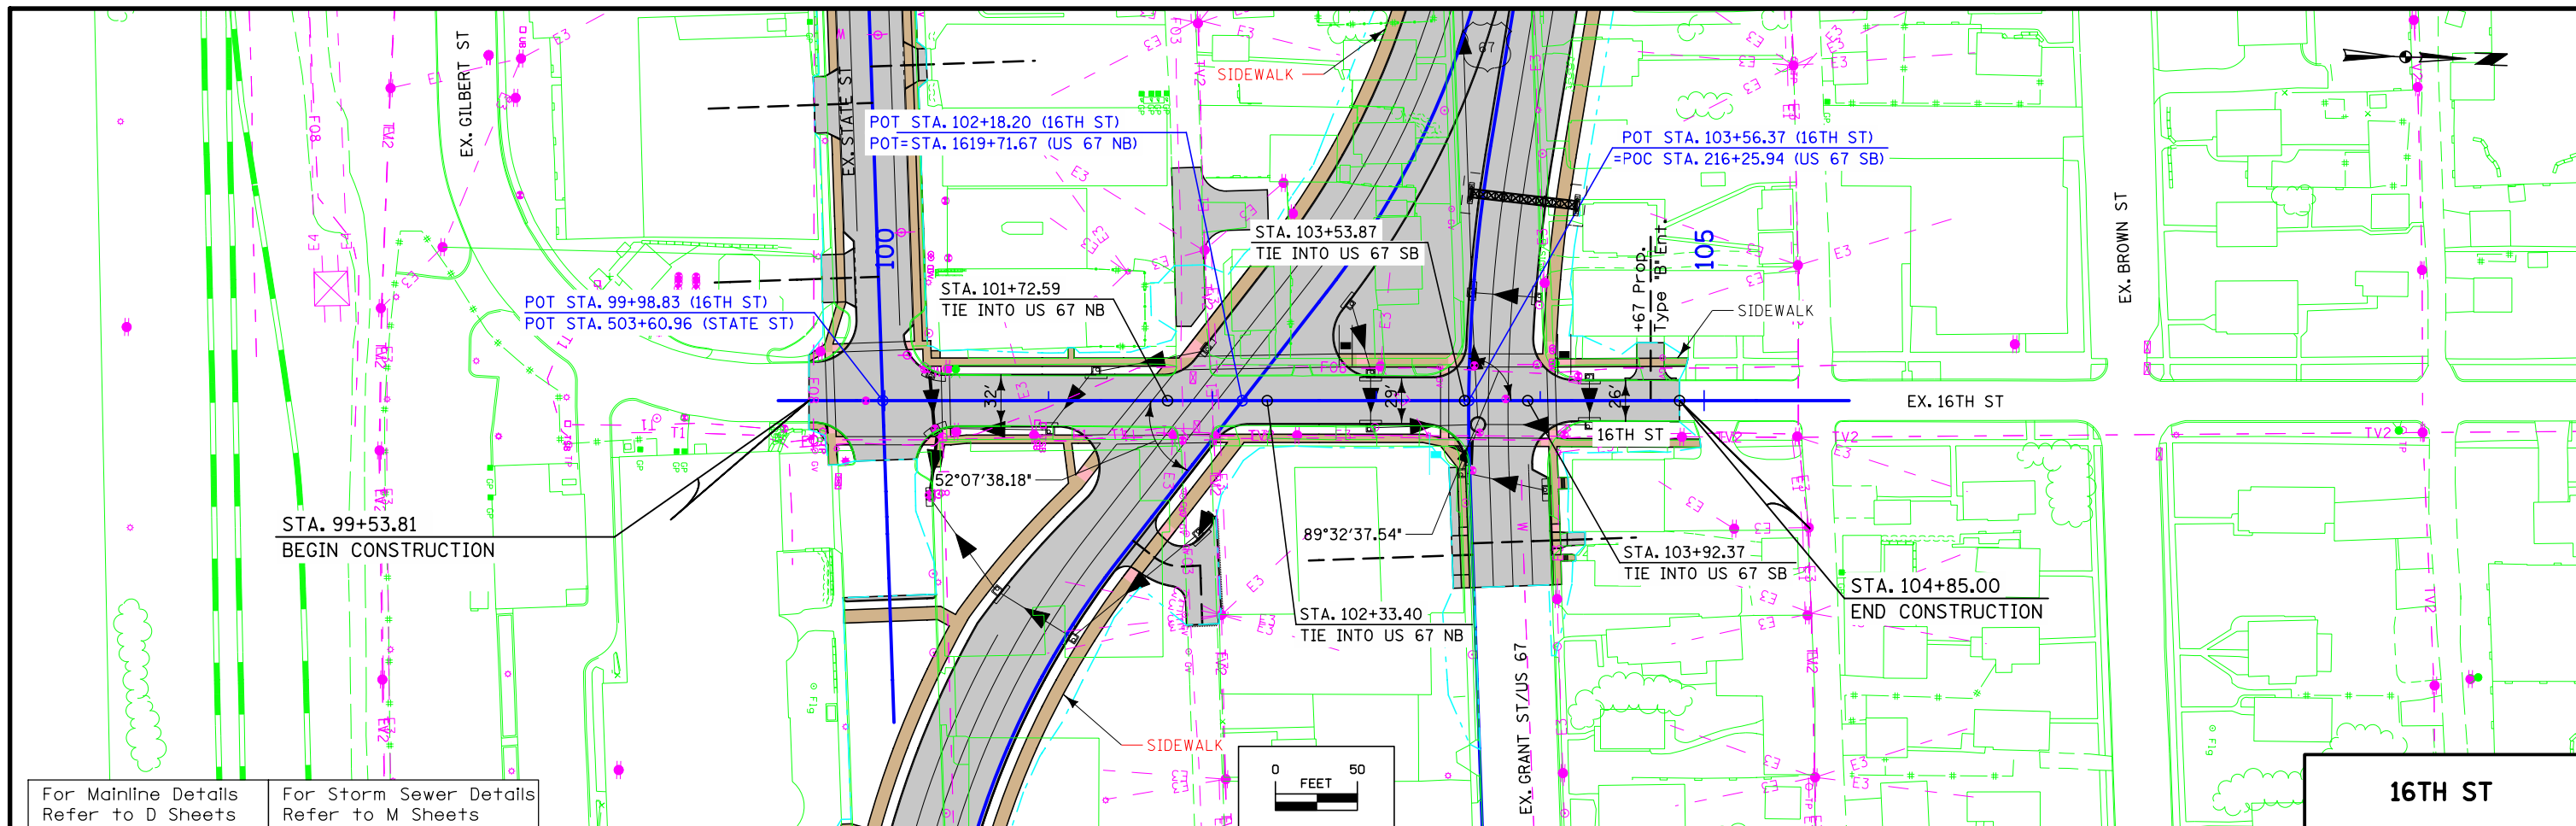 EX. GILBERT ST
EX. STATE ST
SIDEWALK
67
POT STA. 102+18.20 (16TH ST)
POT=STA. 1619+71.67 (US 67 NB)
POT STA. 103+56.37 (16TH ST)
=POC STA. 216+25.94 (US 67 SB)
EX. BROWN ST
100
STA. 103+53.87
TIE INTO US 67 SB
+67 Prop.
Type "B" Ent.
105
POT STA. 99+98.83 (16TH ST)
POT STA. 503+60.96 (STATE ST)
STA. 101+72.59
TIE INTO US 67 NB
SIDEWALK
32'
29'
26'
EX. 16TH ST
16TH ST
52°07'38.18"
STA. 99+53.81
BEGIN CONSTRUCTION
89°32'37.54"
STA. 103+92.37
TIE INTO US 67 SB
STA. 104+85.00
END CONSTRUCTION
STA. 102+33.40
TIE INTO US 67 NB
EX. GRANT ST/US 67
SIDEWALK
0 50
FEET
For Mainline Details
Refer to D Sheets
For Storm Sewer Details
Refer to M Sheets
16TH ST